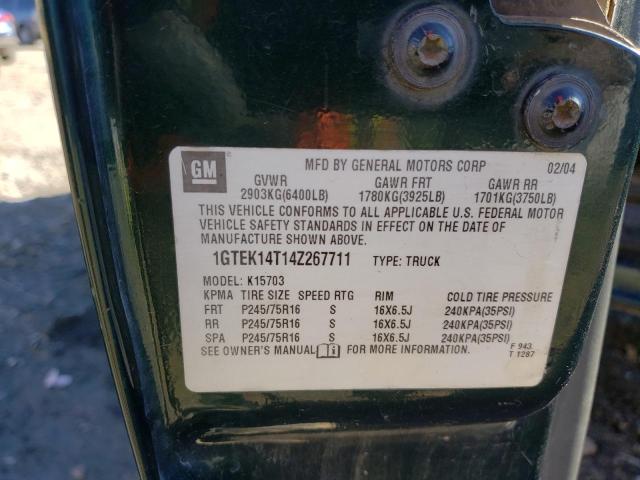 GM MFD BY GENERAL MOTORS CORP 02/04
GVWR GAWR FRT GAWR RR
2903KG(6400LB) 1780KG(3925LB) 1701KG(3750LB)
THIS VEHICLE CONFORMS TO ALL APPLICABLE U.S. FEDERAL MOTOR
VEHICLE SAFETY STANDARDS IN EFFECT ON THE DATE OF
MANUFACTURE SHOWN ABOVE.
1GTEK14T14Z267711 TYPE: TRUCK
MODEL: K15703
KPMA TIRE SIZE SPEED RTG RIM COLD TIRE PRESSURE
FRT P245/75R16 S 16X6.5J 240KPA(35PSI)
RR P245/75R16 S 16X6.5J 240KPA(35PSI)
SPA P245/75R16 S 16X6.5J 240KPA(35PSI)
SEE OWNER'S MANUAL FOR MORE INFORMATION F 943
T 1287